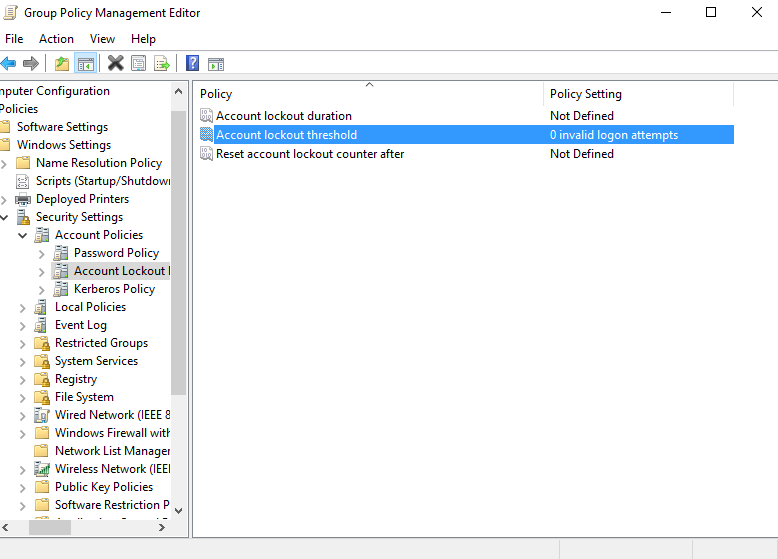 Group Policy Management Editor
File Action View Help
nputer Configuration
Policies
Software Settings
Windows Settings
Name Resolution Policy
Scripts (Startup/Shutdown
Deployed Printers
Security Settings
Account Policies
Password Policy
Account Lockout
Kerberos Policy
Local Policies
Event Log
Restricted Groups
System Services
Registry
File System
Wired Network (IEEE 8
Windows Firewall with
Network List Manager
Wireless Network (IEEE
Public Key Policies
Software Restriction P
Policy Policy Setting
Account lockout duration Not Defined
Account lockout threshold 0 invalid logon attempts
Reset account lockout counter after Not Defined